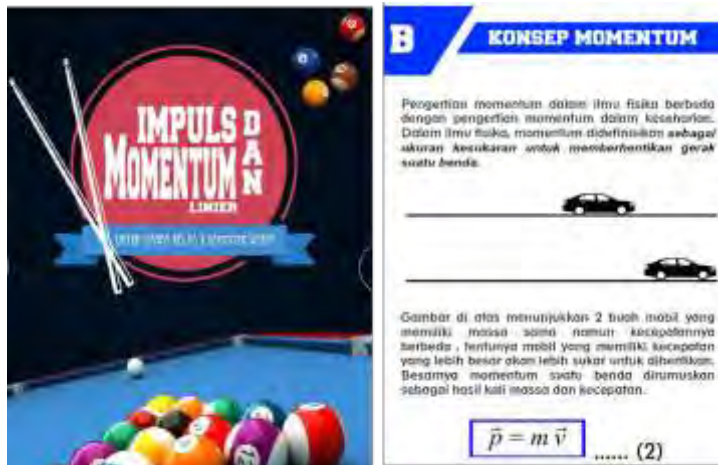 IMPULS
DAN
MOMENTUM
LINIER
B
KONSEP MOMENTUM
Pengertian momentum dalam ilmu fisika berbeda
dengan pengertian momentum dalam keseharian.
Dalam ilmu fisika, momentum didefinisikan sebagai
ukuran kesukaran untuk memberhentikan gerak
suatu benda.
Gambar di atas menunjukkan 2 buah mobil yang
memiliki massa sama namun kecepatannya
berbeda , tentunya mobil yang memiliki kecepatan
yang lebih besar akan lebih sukar untuk dihentikan.
Besarnya momentum suatu benda dirumuskan
sebagai hasil kali massa dan kecepatan.
p⃗ = m v⃗ ...... (2)